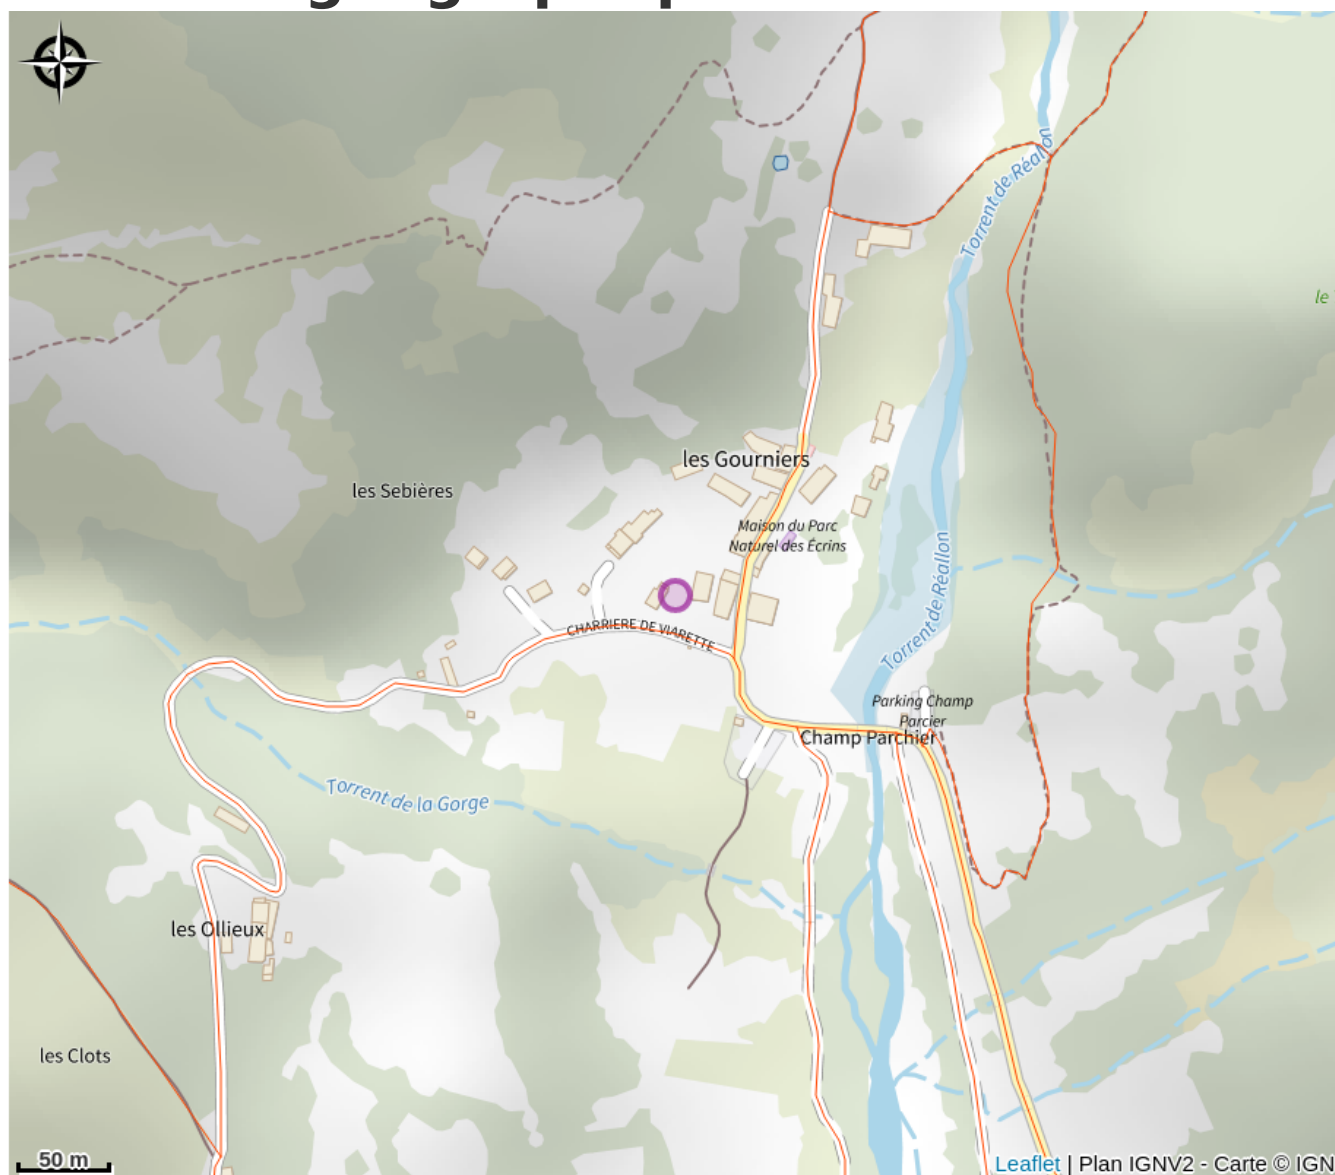 Torrent de Réallon
le
les Gourniers
les Sebières
Maison du Parc
Naturel des Écrins
Torrent de Réallon
CHARRIERE DE VIARETTE
Parking Champ
Parcier
Champ Parchier
Torrent de la Gorge
les Ollieux
les Clots
50 m
Leaflet | Plan IGNV2 - Carte © IGN